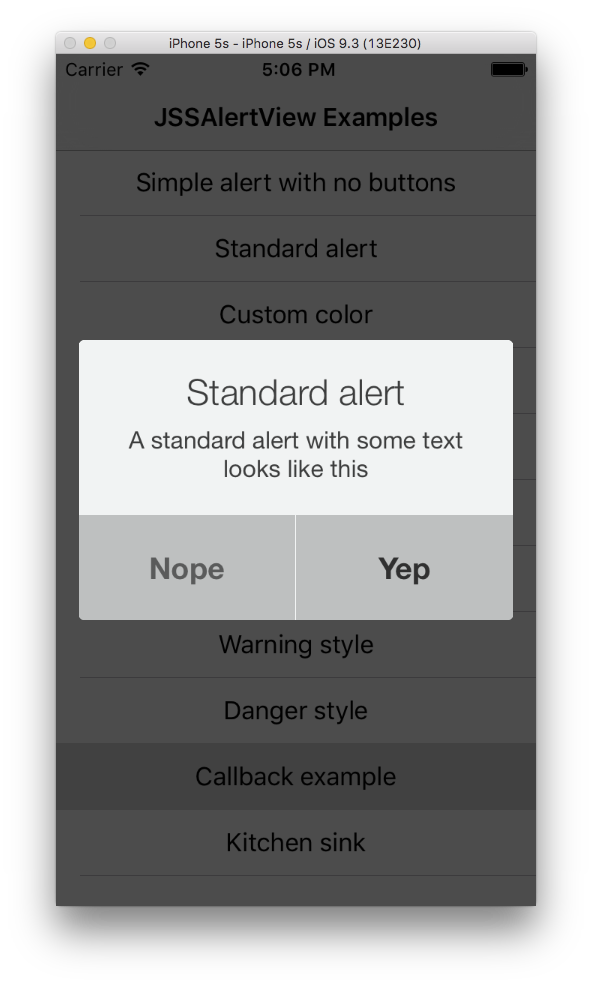 iPhone 5s - iPhone 5s / iOS 9.3 (13E230)
Carrier 5:06 PM
JSSAlertView Examples
Simple alert with no buttons
Standard alert
Custom color
Standard alert
A standard alert with some text
looks like this
Nope Yep
Warning style
Danger style
Callback example
Kitchen sink